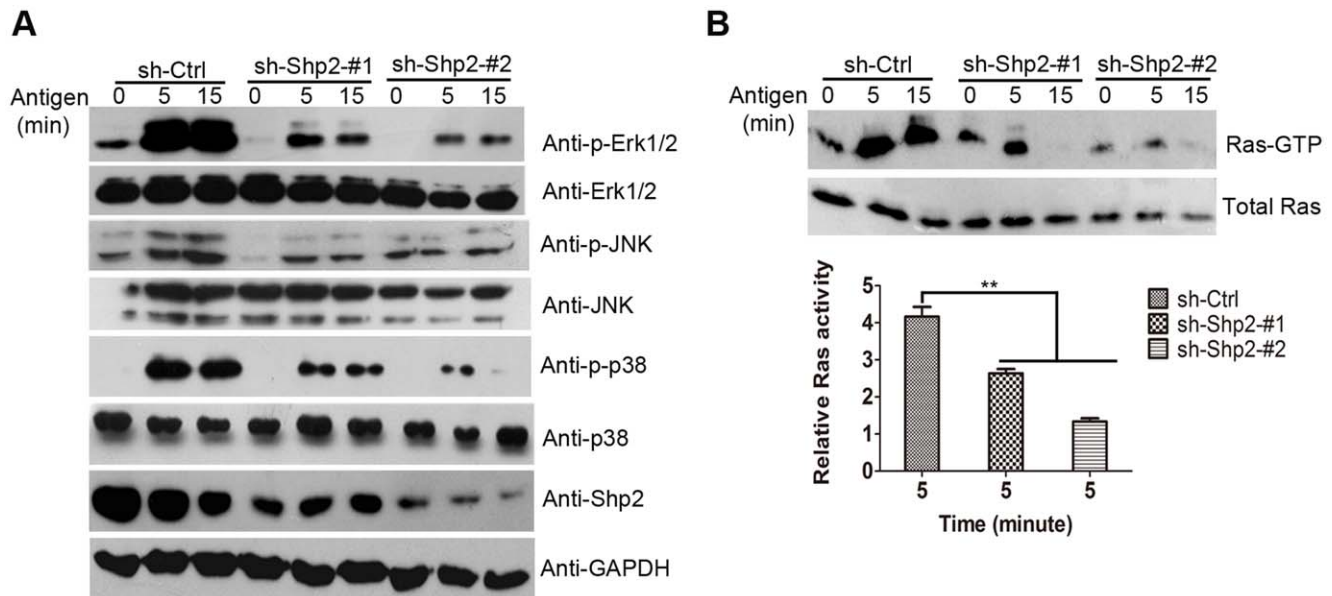 A
sh-Ctrl sh-Shp2-#1 sh-Shp2-#2
Antigen 0 5 15 0 5 15 0 5 15
(min)
Anti-p-Erk1/2
Anti-Erk1/2
Anti-p-JNK
Anti-JNK
Anti-p-p38
Anti-p38
Anti-Shp2
Anti-GAPDH
B
sh-Ctrl sh-Shp2-#1 sh-Shp2-#2
Antigen 0 5 15 0 5 15 0 5 15
(min)
Ras-GTP
Total Ras
Relative Ras activity
5
4
3
2
1
0
**
sh-Ctrl
sh-Shp2-#1
sh-Shp2-#2
5 5 5
Time (minute)